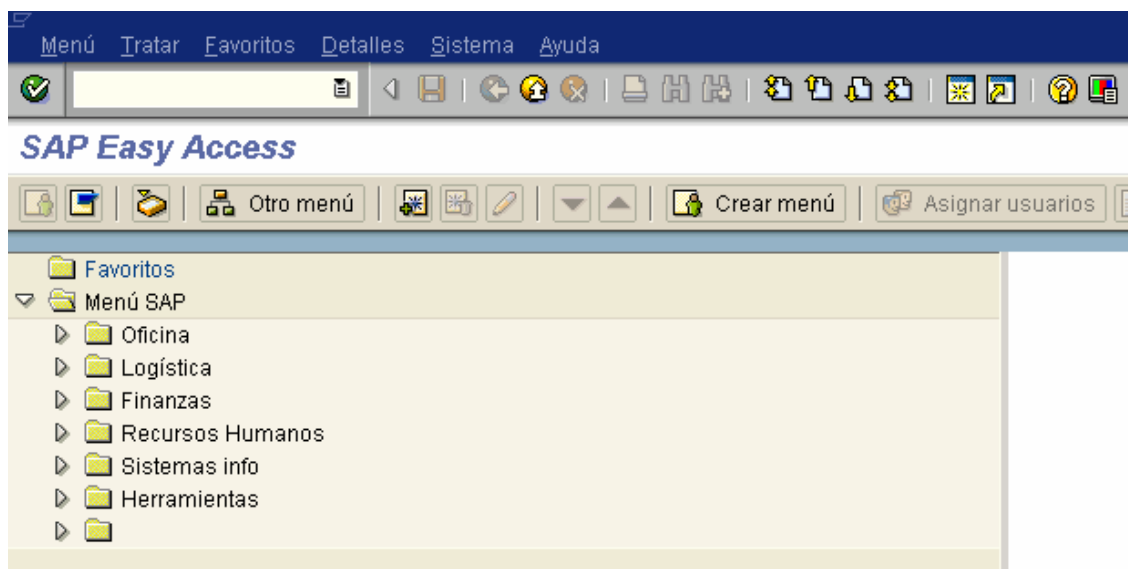 Menú Tratar Favoritos Detalles Sistema Ayuda
SAP Easy Access
Otro menú Crear menú Asignar usuarios
Favoritos
Menú SAP
Oficina
Logística
Finanzas
Recursos Humanos
Sistemas info
Herramientas